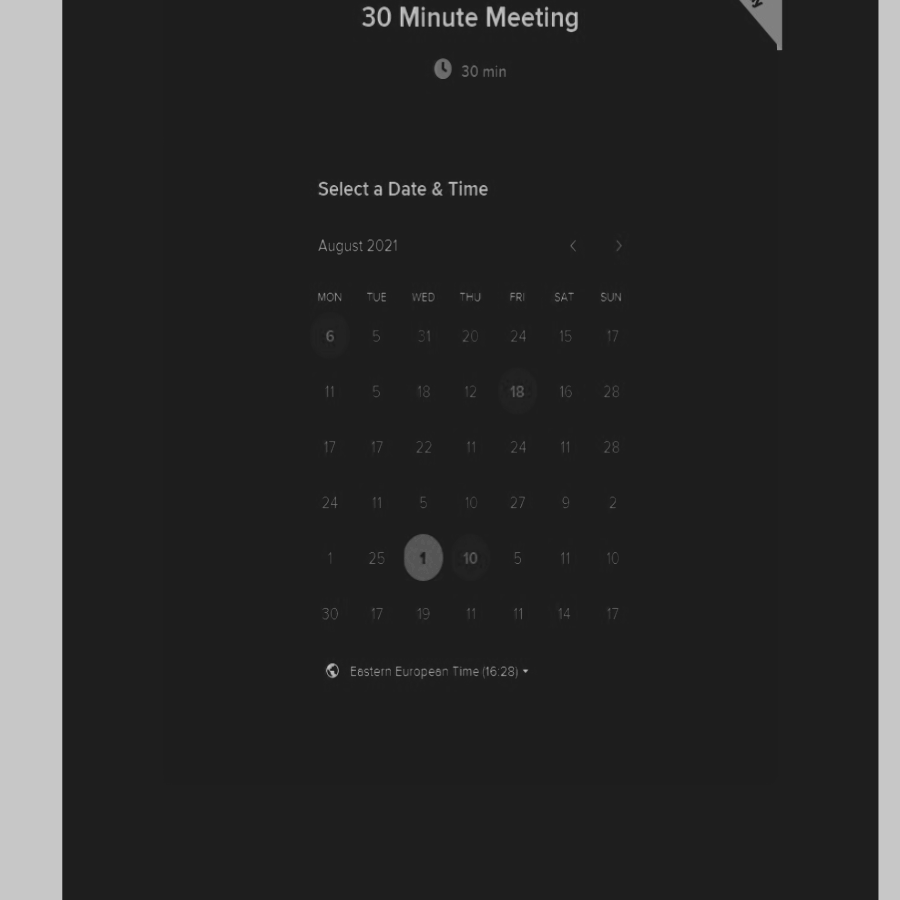 30 Minute Meeting
30 min
Select a Date & Time
August 2021
MON TUE WED THU FRI SAT SUN
6 5 31 20 24 15 17
11 5 18 12 18 16 28
17 17 22 11 24 11 28
24 11 5 10 27 9 2
1 25 1 10 5 11 10
30 17 19 11 11 14 17
Eastern European Time (16:28)